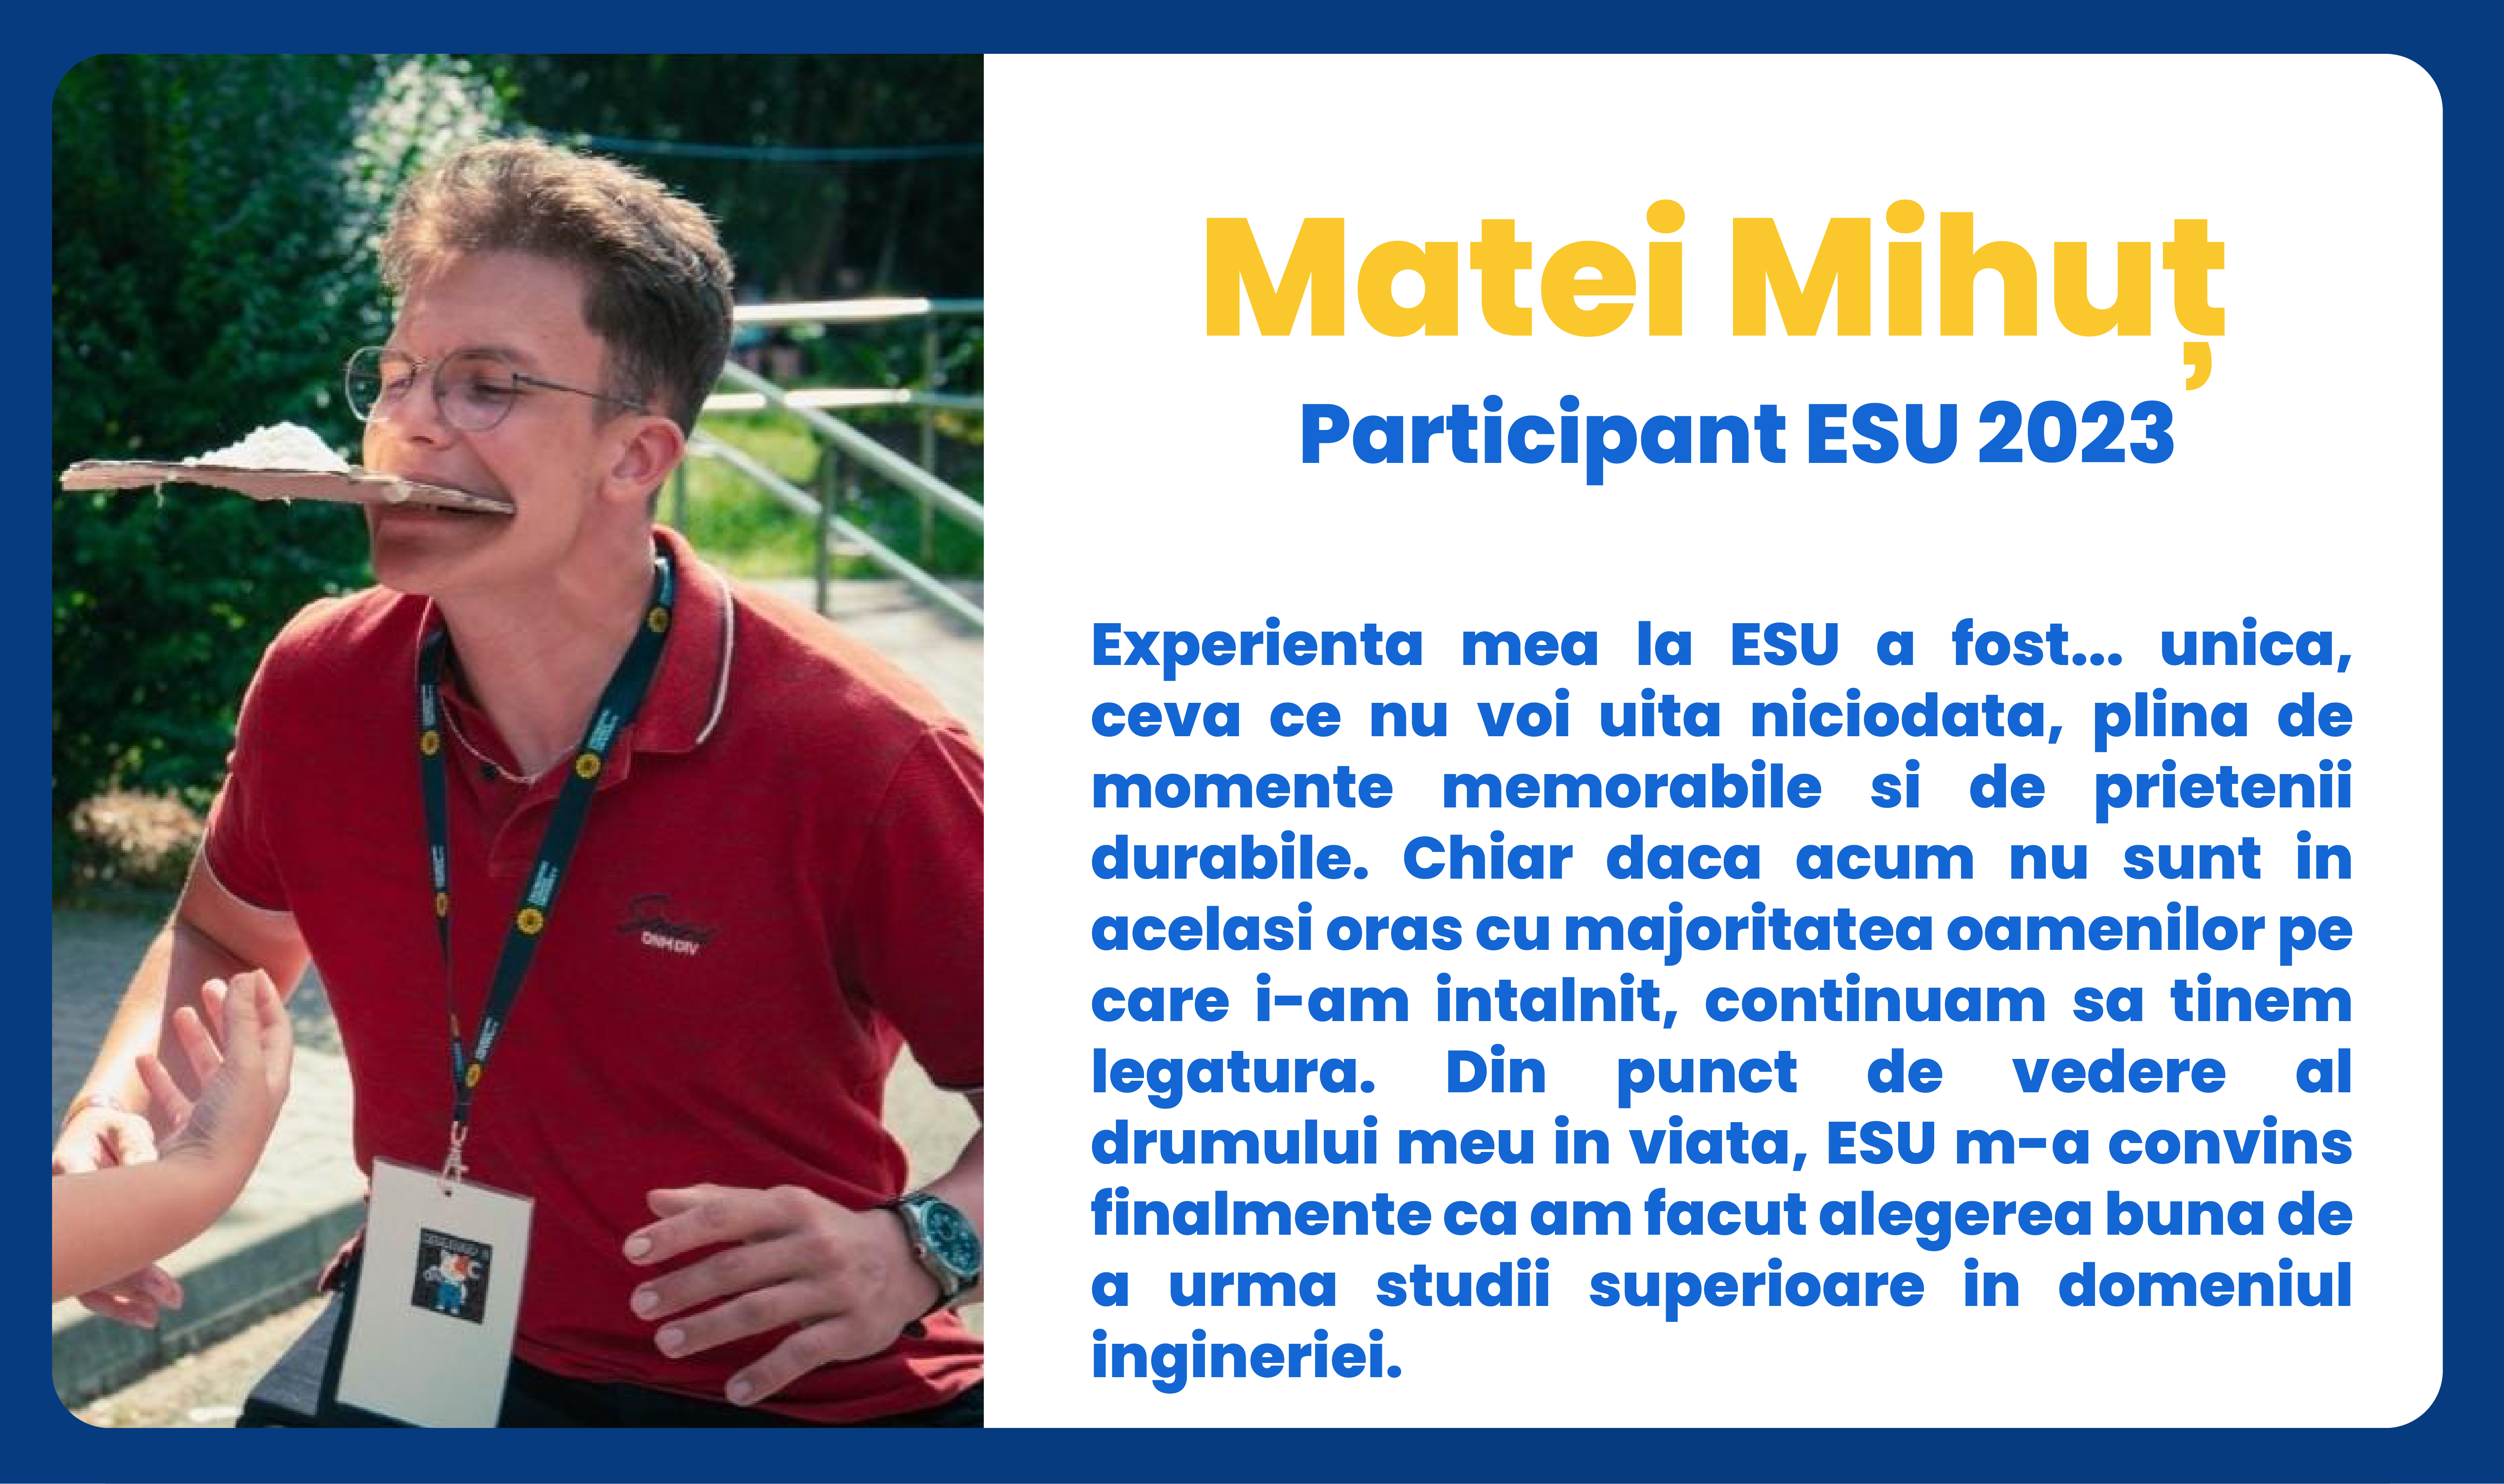 Matei Mihuț
Participant ESU 2023
Experienta mea la ESU a fost... unica,
ceva ce nu voi uita niciodata, plina de
momente memorabile si de prietenii
durabile. Chiar daca acum nu sunt in
acelasi oras cu majoritatea oamenilor pe
care i-am intalnit, continuam sa tinem
legatura. Din punct de vedere al
drumului meu in viata, ESU m-a convins
finalmente ca am facut alegerea buna de
a urma studii superioare in domeniul
ingineriei.
DNM DIV